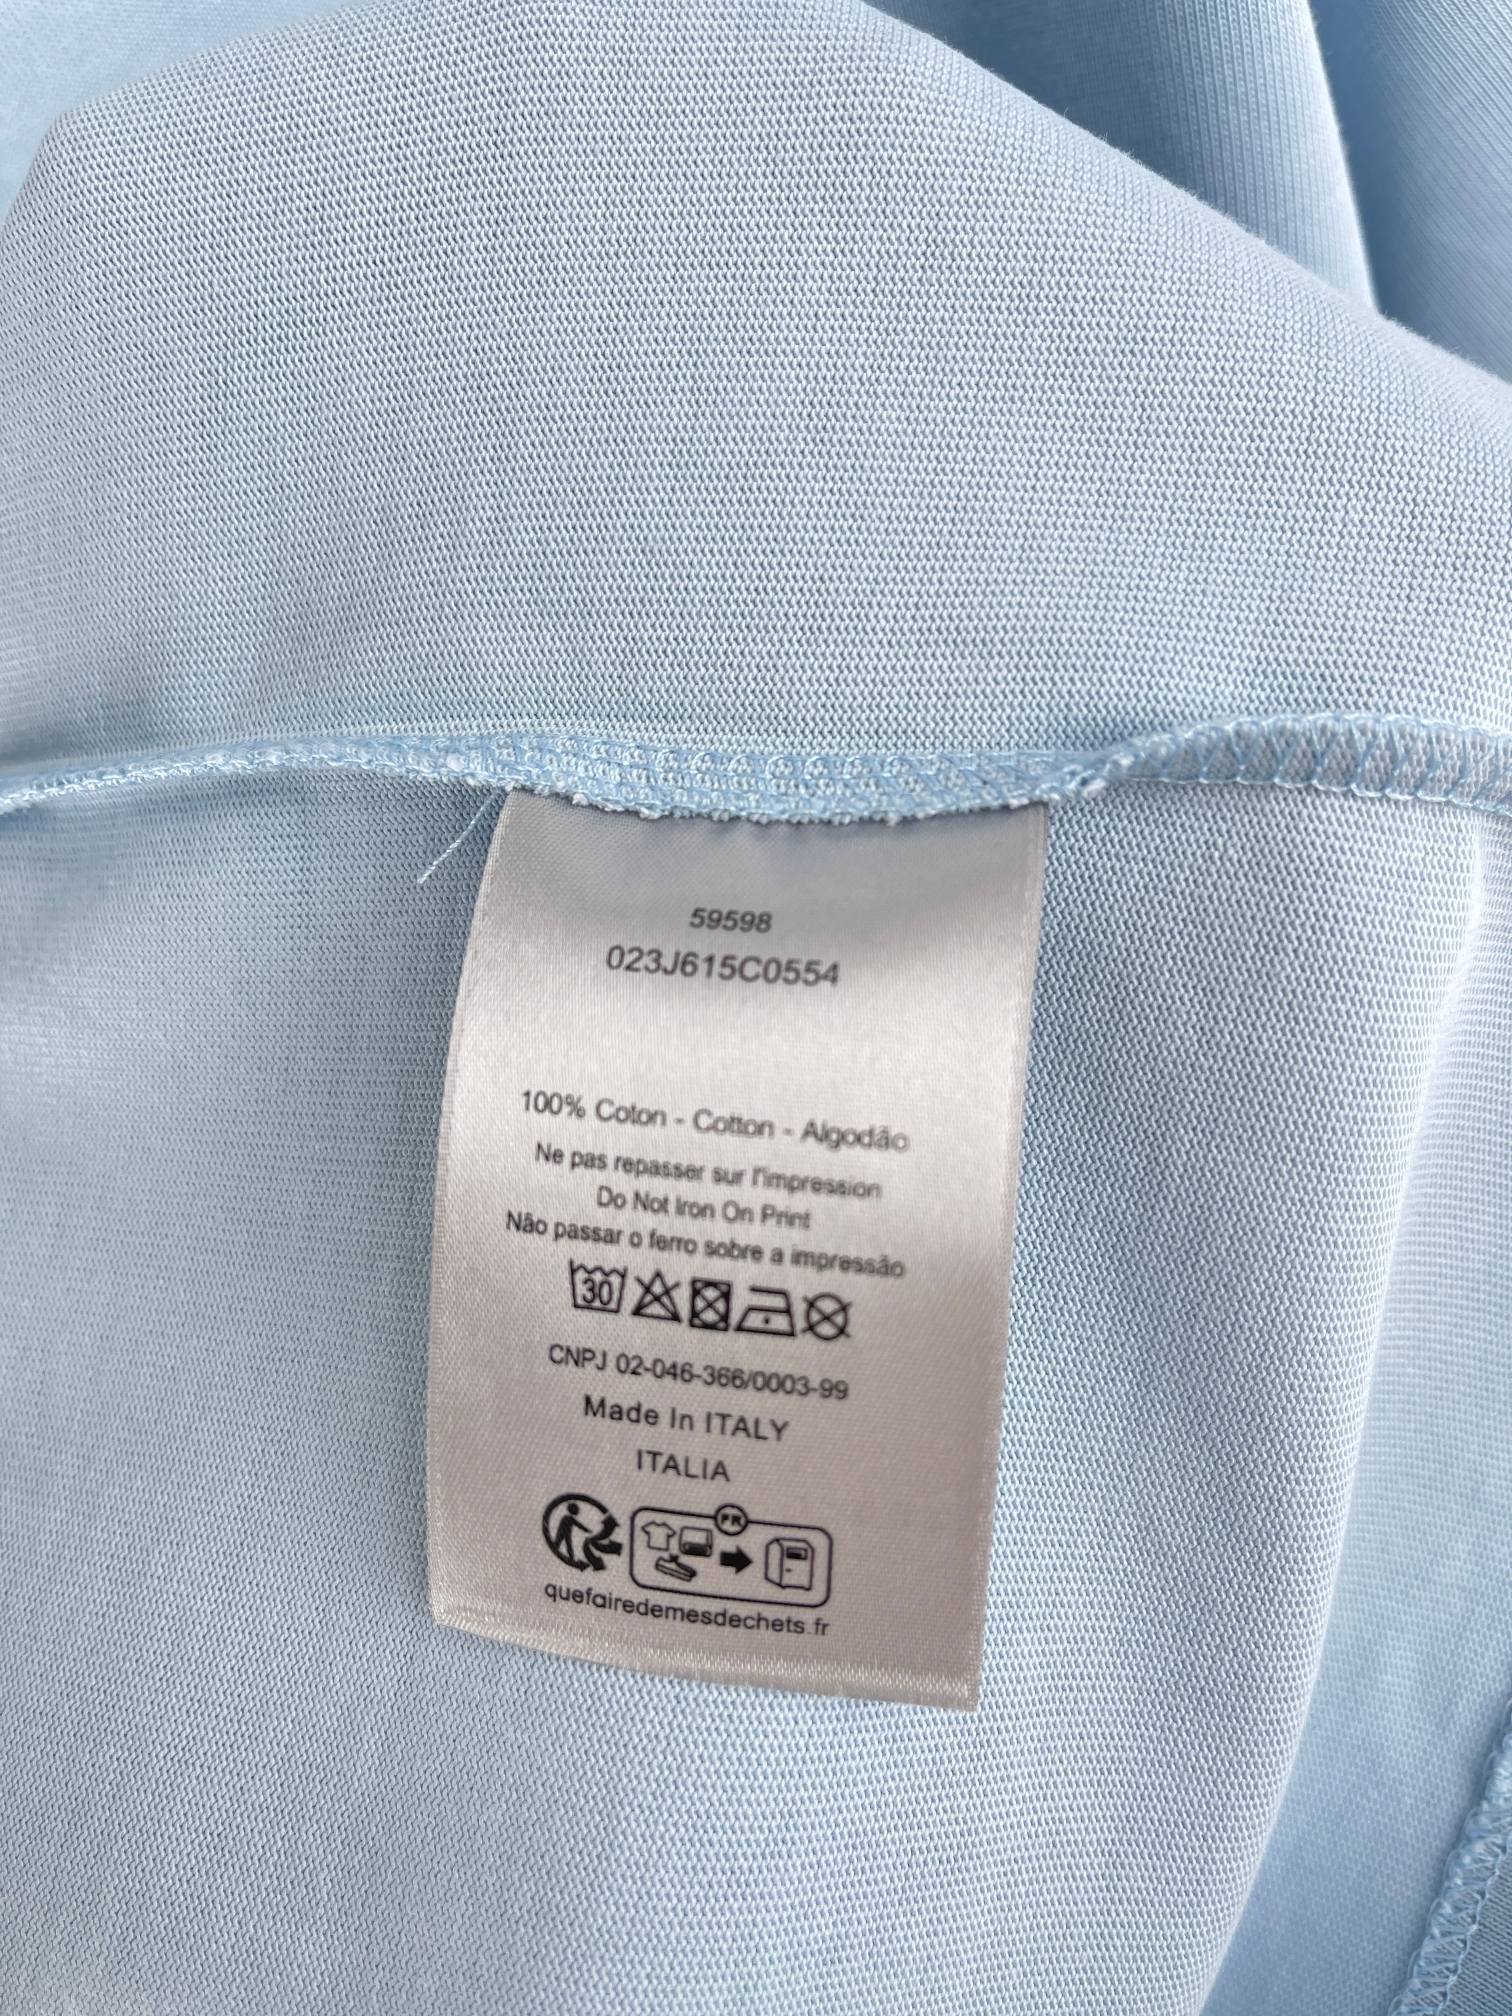 59598
023J615C0554
100% Coton - Cotton - Algodão
Ne pas repasser sur l'impression
Do Not Iron On Print
Não passar o ferro sobre a impressão
30
CNPJ 02-046-366/0003-99
Made In ITALY
ITALIA
FR
quefairedemesdechets.fr